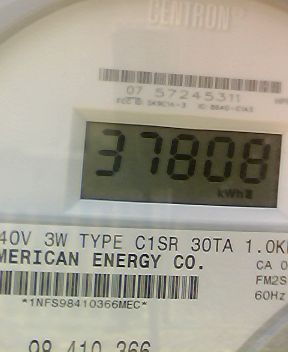 CENTRON®
07 57245311
37808
kWh
40V 3W TYPE C1SR 30TA 1.0K
MERICAN ENERGY CO.
CA 0
FM2S
60Hz
*1NFS98410366MEC*
98 410 366